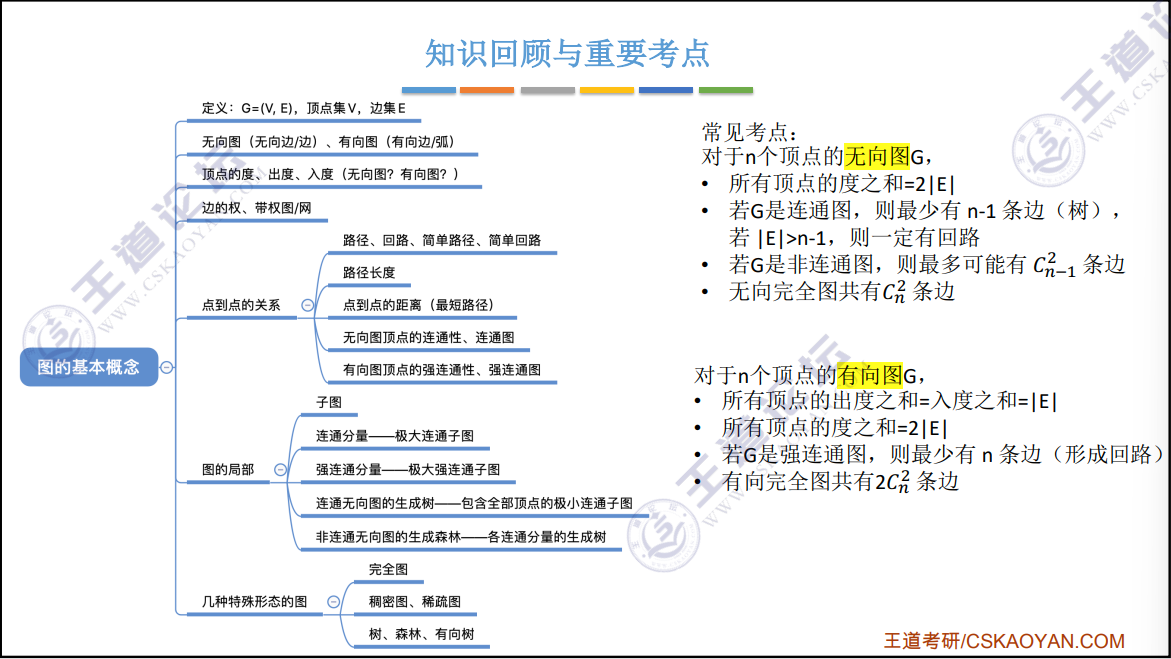 知识回顾与重要考点
图的基本概念
定义：G=(V, E)，顶点集V，边集E
无向图（无向边/边）、有向图（有向边/弧）
顶点的度、出度、入度（无向图？有向图？）
边的权、带权图/网
点到点的关系
路径、回路、简单路径、简单回路
路径长度
点到点的距离（最短路径）
无向图顶点的连通性、连通图
有向图顶点的强连通性、强连通图
图的局部
子图
连通分量——极大连通子图
强连通分量——极大强连通子图
连通无向图的生成树——包含全部顶点的极小连通子图
非连通无向图的生成森林——各连通分量的生成树
几种特殊形态的图
完全图
稠密图、稀疏图
树、森林、有向树
常见考点：
对于n个顶点的无向图G，
• 所有顶点的度之和=2|E|
• 若G是连通图，则最少有 n-1 条边（树），
若 |E|>n-1，则一定有回路
• 若G是非连通图，则最多可能有 $C_{n-1}^2$ 条边
• 无向完全图共有$C_n^2$ 条边
对于n个顶点的有向图G，
• 所有顶点的出度之和=入度之和=|E|
• 所有顶点的度之和=2|E|
• 若G是强连通图，则最少有 n 条边（形成回路）
• 有向完全图共有2$C_n^2$ 条边
王道论坛
WWW.CSKAOYAN.COM
王道论坛
WWW.CSKAOYAN.COM
王道论坛
WWW.CSKAOYAN.COM
王道考研/CSKAOYAN.COM